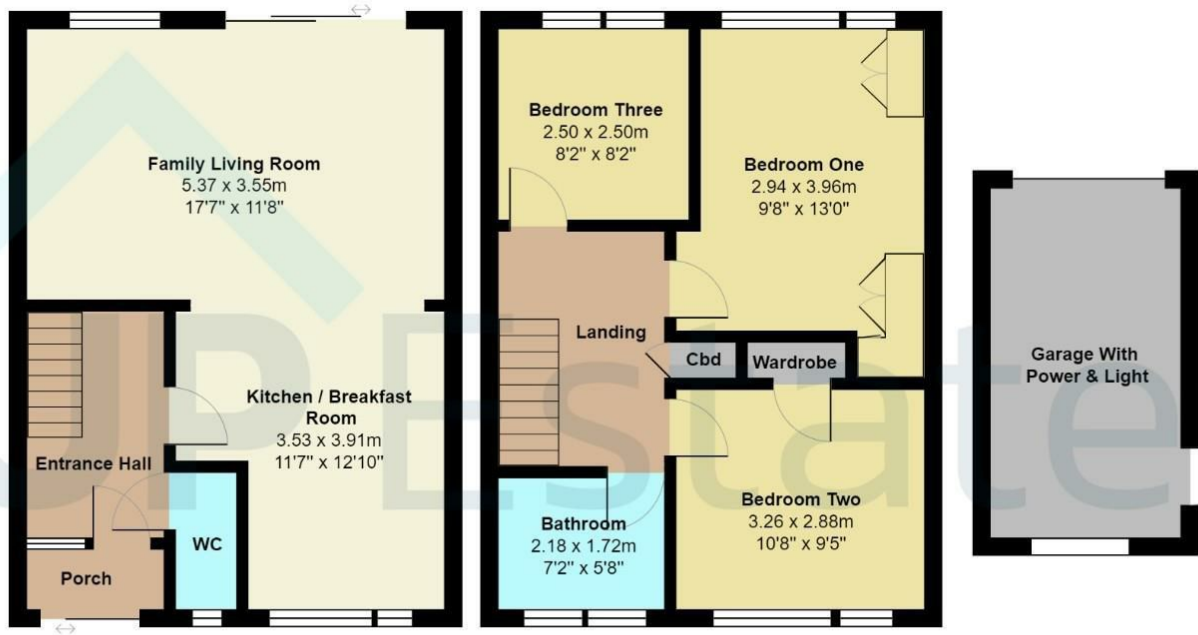 Family Living Room
5.37 x 3.55m
17'7" x 11'8"
Kitchen / Breakfast
Room
3.53 x 3.91m
11'7" x 12'10"
Entrance Hall
WC
Porch
Bedroom Three
2.50 x 2.50m
8'2" x 8'2"
Bedroom One
2.94 x 3.96m
9'8" x 13'0"
Landing
Cbd
Wardrobe
Bathroom
2.18 x 1.72m
7'2" x 5'8"
Bedroom Two
3.26 x 2.88m
10'8" x 9'5"
Garage With
Power & Light
UP Estate